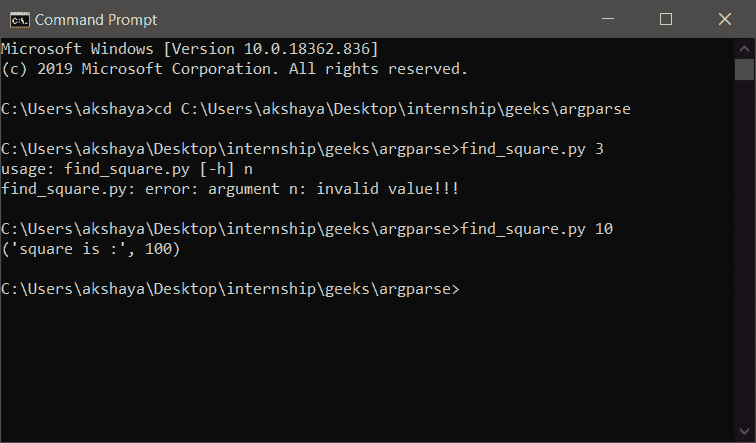 Command Prompt
Microsoft Windows [Version 10.0.18362.836]
(c) 2019 Microsoft Corporation. All rights reserved.
C:\Users\akshaya>cd C:\Users\akshaya\Desktop\internship\geeks\argparse
C:\Users\akshaya\Desktop\internship\geeks\argparse>find_square.py 3
usage: find_square.py [-h] n
find_square.py: error: argument n: invalid value!!!
C:\Users\akshaya\Desktop\internship\geeks\argparse>find_square.py 10
('square is :', 100)
C:\Users\akshaya\Desktop\internship\geeks\argparse>